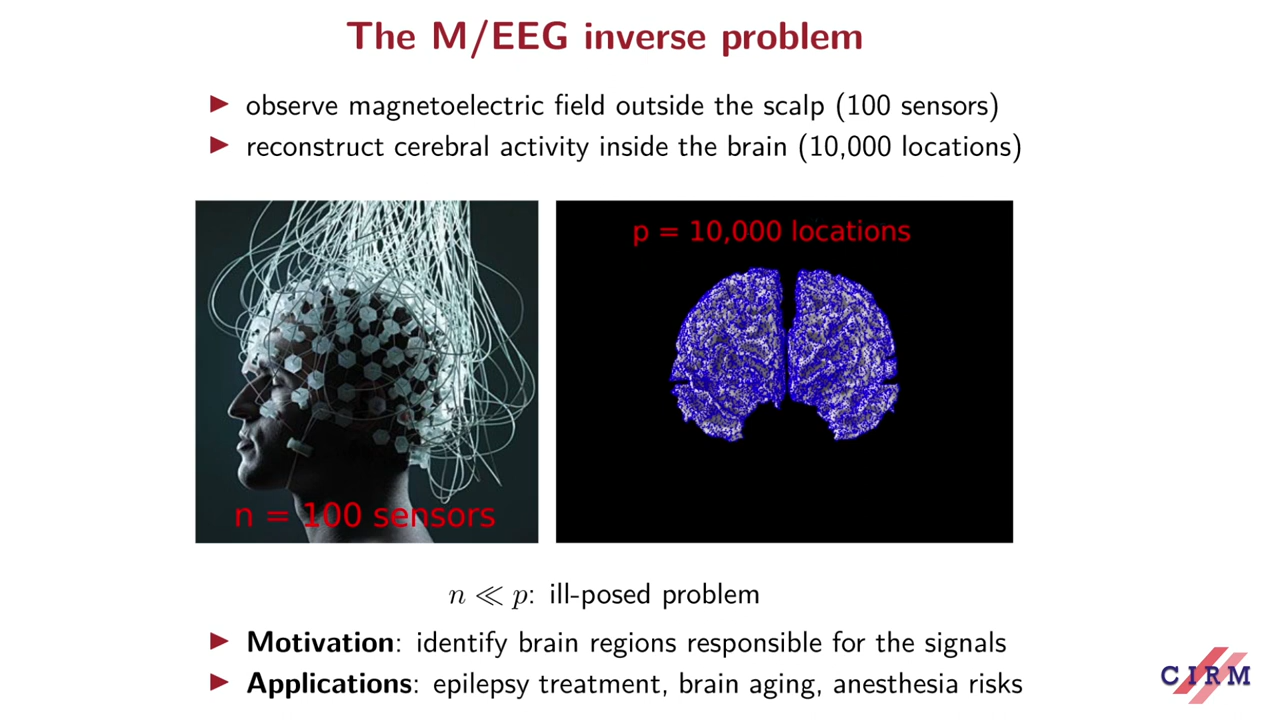 The M/EEG inverse problem
▶ observe magnetoelectric field outside the scalp (100 sensors)
▶ reconstruct cerebral activity inside the brain (10,000 locations)
n = 100 sensors
p = 10,000 locations
n ≪ p: ill-posed problem
▶ Motivation: identify brain regions responsible for the signals
▶ Applications: epilepsy treatment, brain aging, anesthesia risks
CIRM